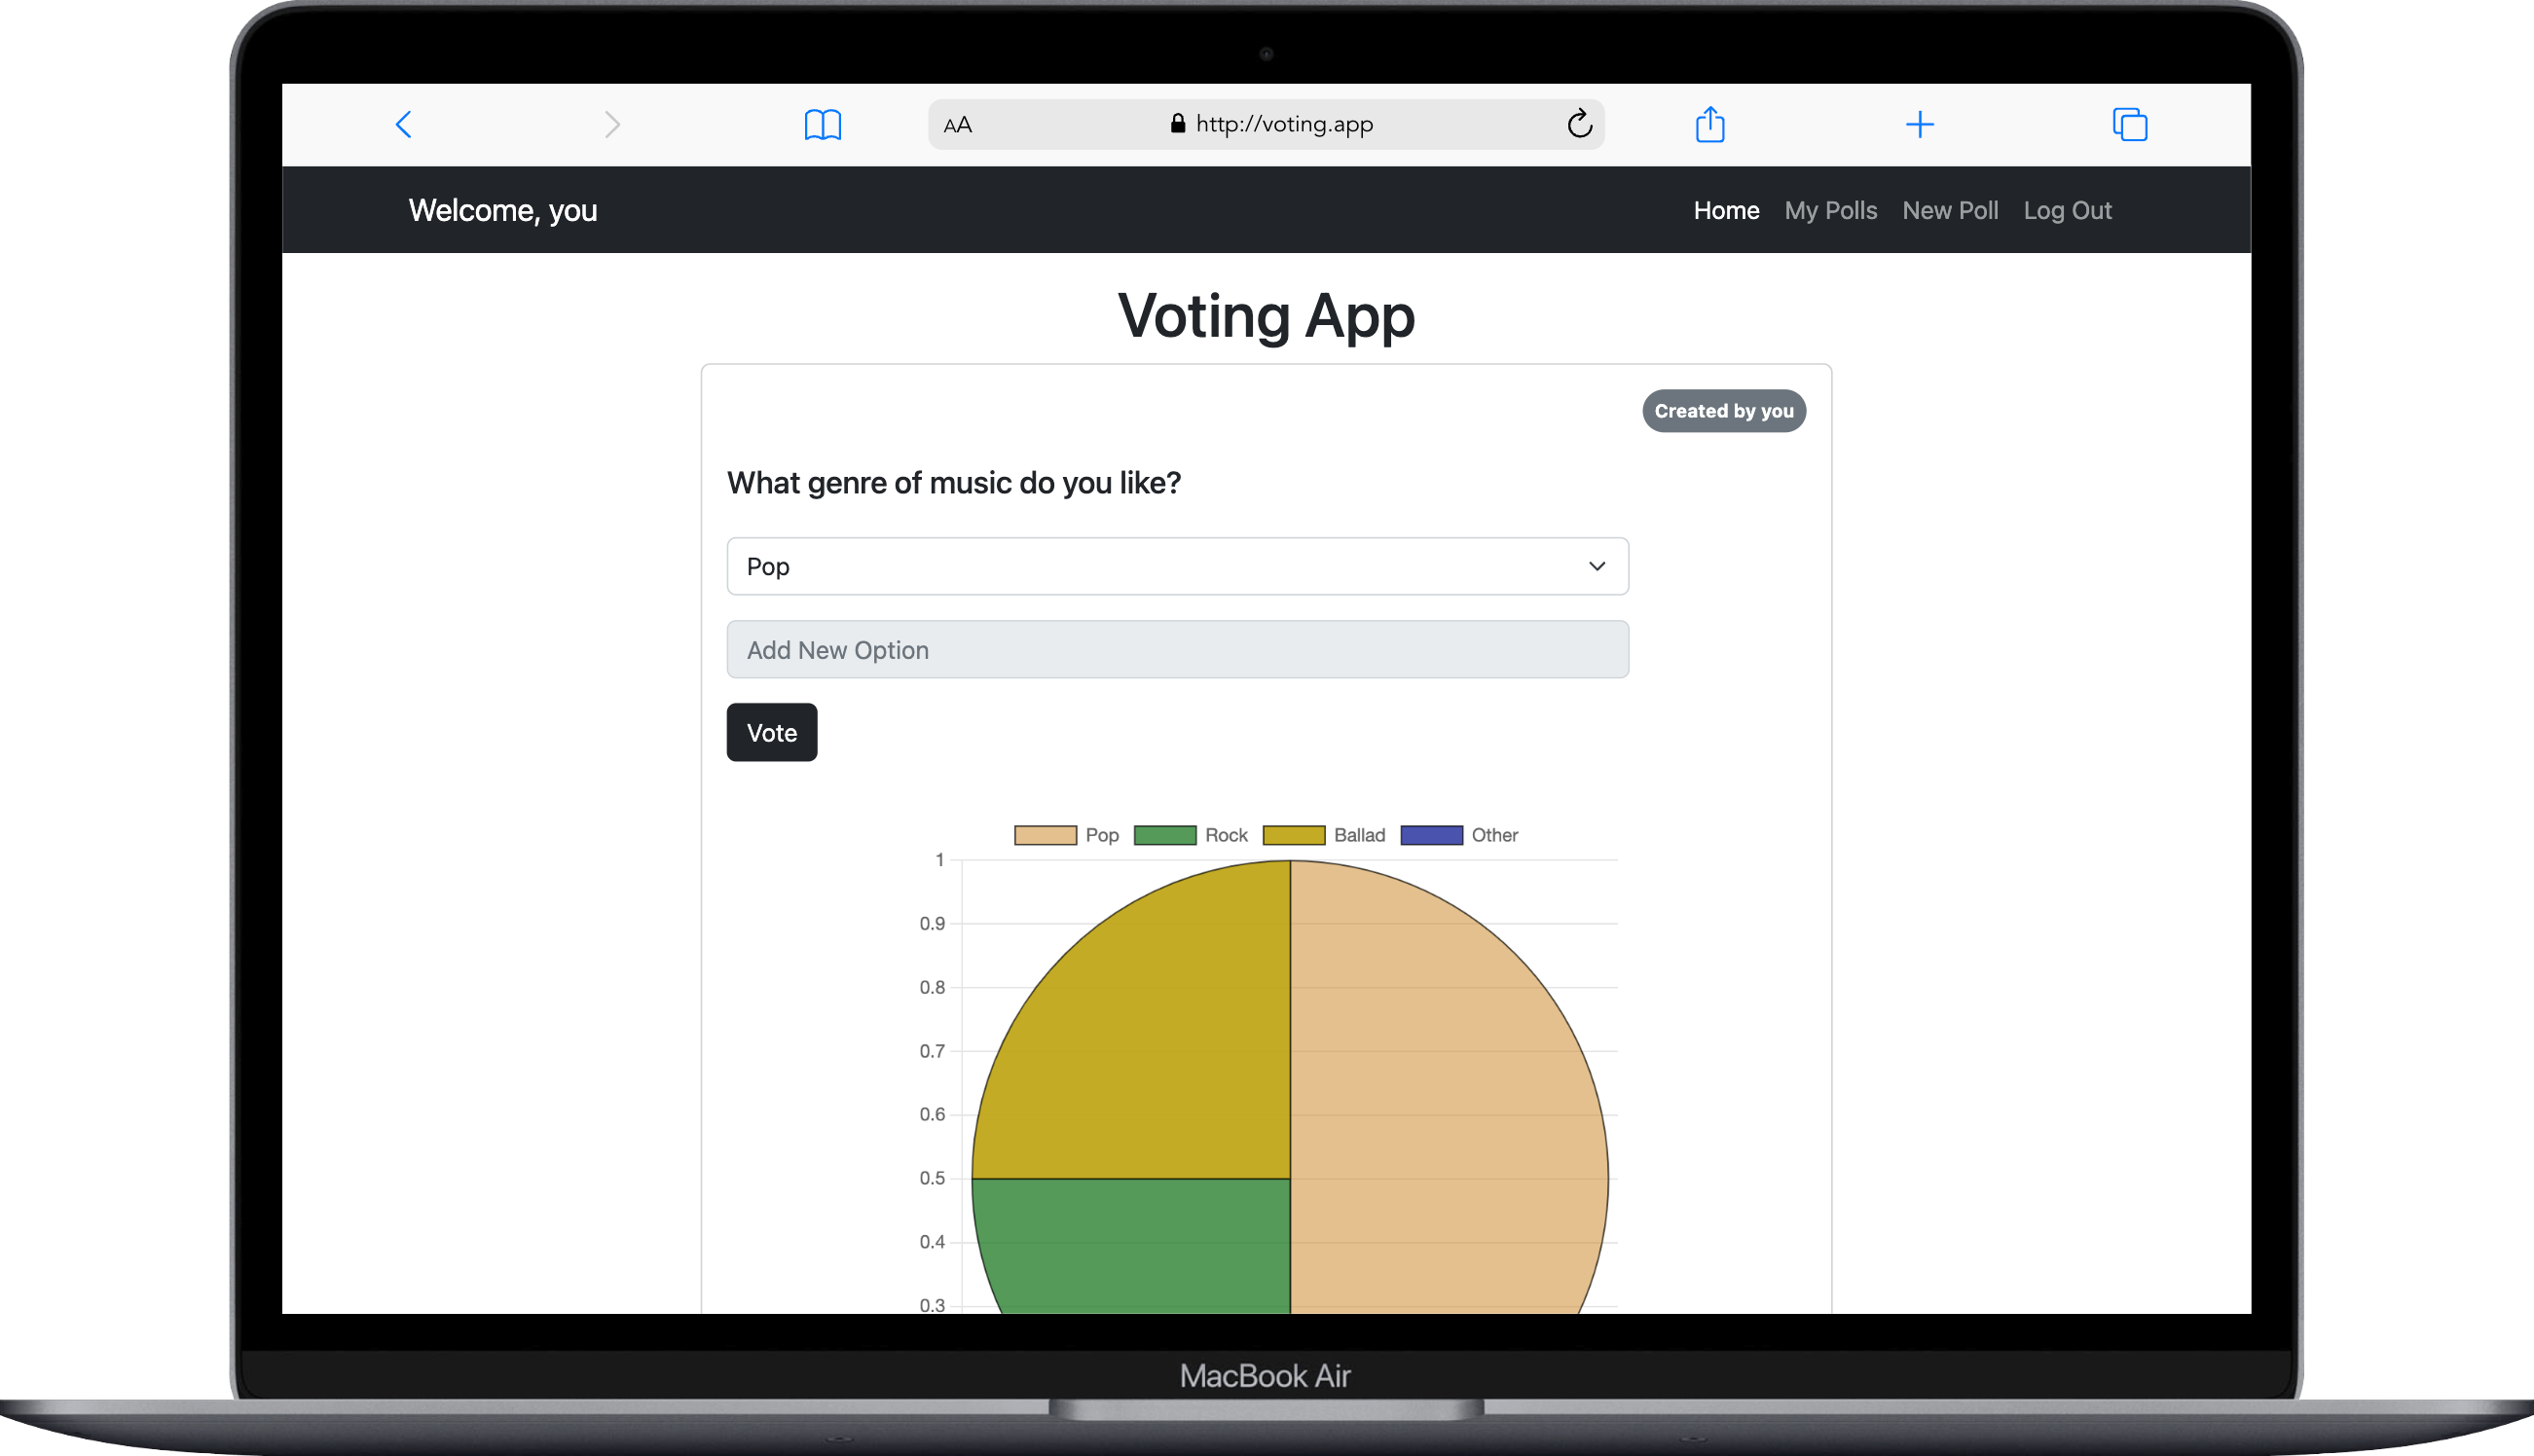 AA http://voting.app
Welcome, you Home My Polls New Poll Log Out
Voting App
Created by you
What genre of music do you like?
Pop
Add New Option
Vote
Pop Rock Ballad Other
1
0.9
0.8
0.7
0.6
0.5
0.4
0.3
MacBook Air